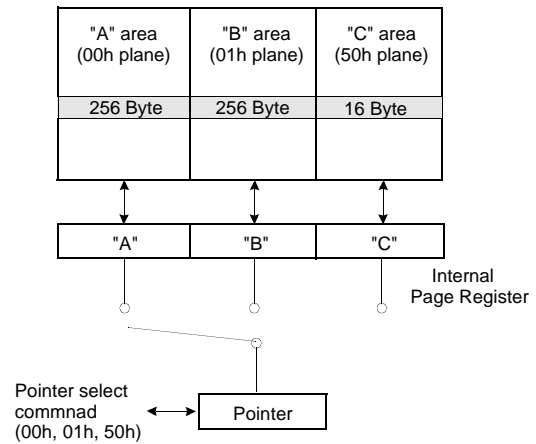 "A" area "B" area "C" area
(00h plane) (01h plane) (50h plane)
256 Byte 256 Byte 16 Byte
"A" "B" "C"
Internal
Page Register
Pointer select
commnad
(00h, 01h, 50h)
Pointer